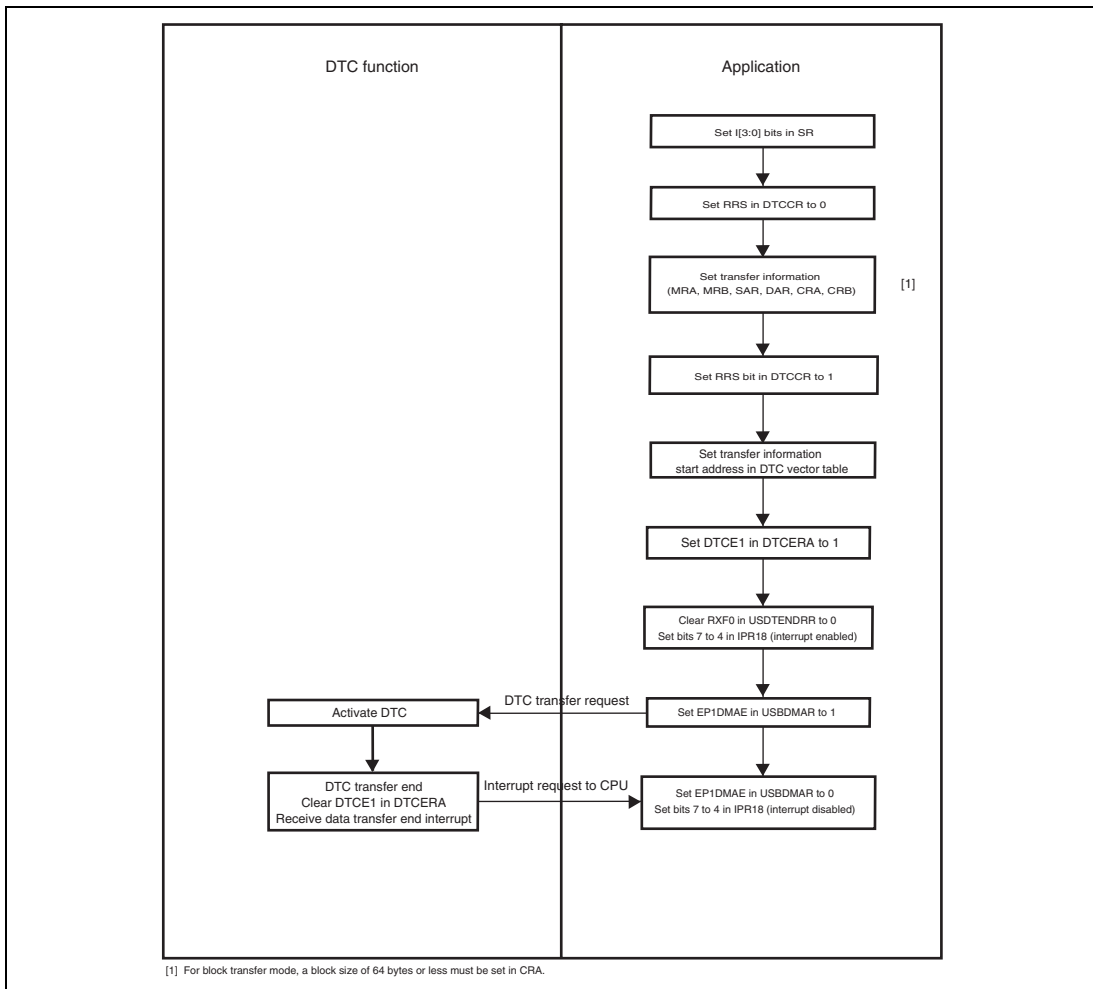 DTC function
Application
Set I[3:0] bits in SR
Set RRS in DTCCR to 0
Set transfer information
(MRA, MRB, SAR, DAR, CRA, CRB)
[1]
Set RRS bit in DTCCR to 1
Set transfer information
start address in DTC vector table
Set DTCE1 in DTCERA to 1
Clear RXF0 in USDTENDRR to 0
Set bits 7 to 4 in IPR18 (interrupt enabled)
DTC transfer request
Activate DTC
Set EP1DMAE in USBDMAR to 1
DTC transfer end
Clear DTCE1 in DTCERA
Receive data transfer end interrupt
Interrupt request to CPU
Set EP1DMAE in USBDMAR to 0
Set bits 7 to 4 in IPR18 (interrupt disabled)
[1] For block transfer mode, a block size of 64 bytes or less must be set in CRA.